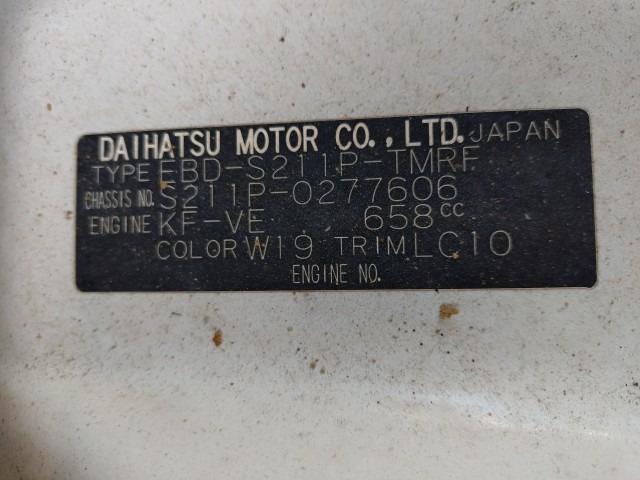 DAIHATSU MOTOR CO., LTD. JAPAN
TYPE EBD-S211P-TMRF
CHASSIS NO. S211P-0277606
ENGINE KF-VE 658CC
COLOR W19 TRIM LC10
ENGINE NO.